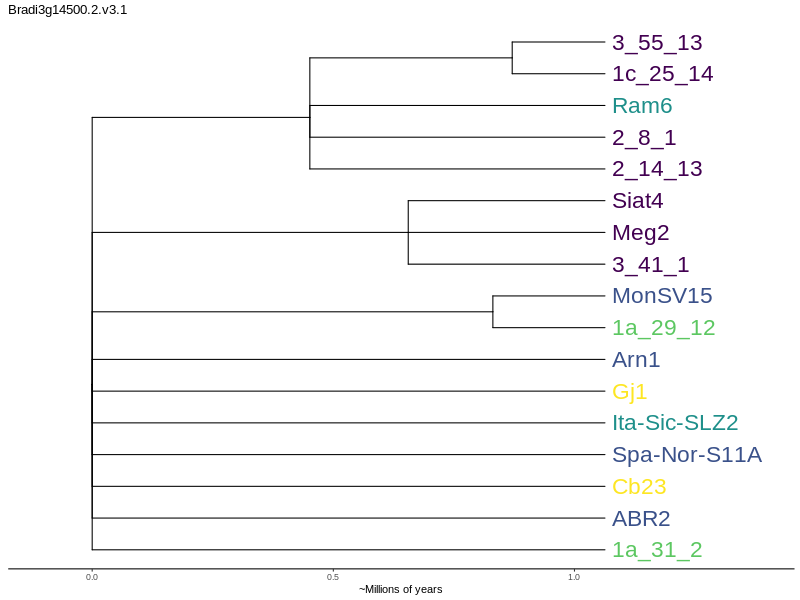 Bradi3g14500.2.v3.1
3_55_13
1c_25_14
Ram6
2_8_1
2_14_13
Siat4
Meg2
3_41_1
MonSV15
1a_29_12
Arn1
Gj1
Ita-Sic-SLZ2
Spa-Nor-S11A
Cb23
ABR2
1a_31_2
0.0 0.5 1.0
~Millions of years